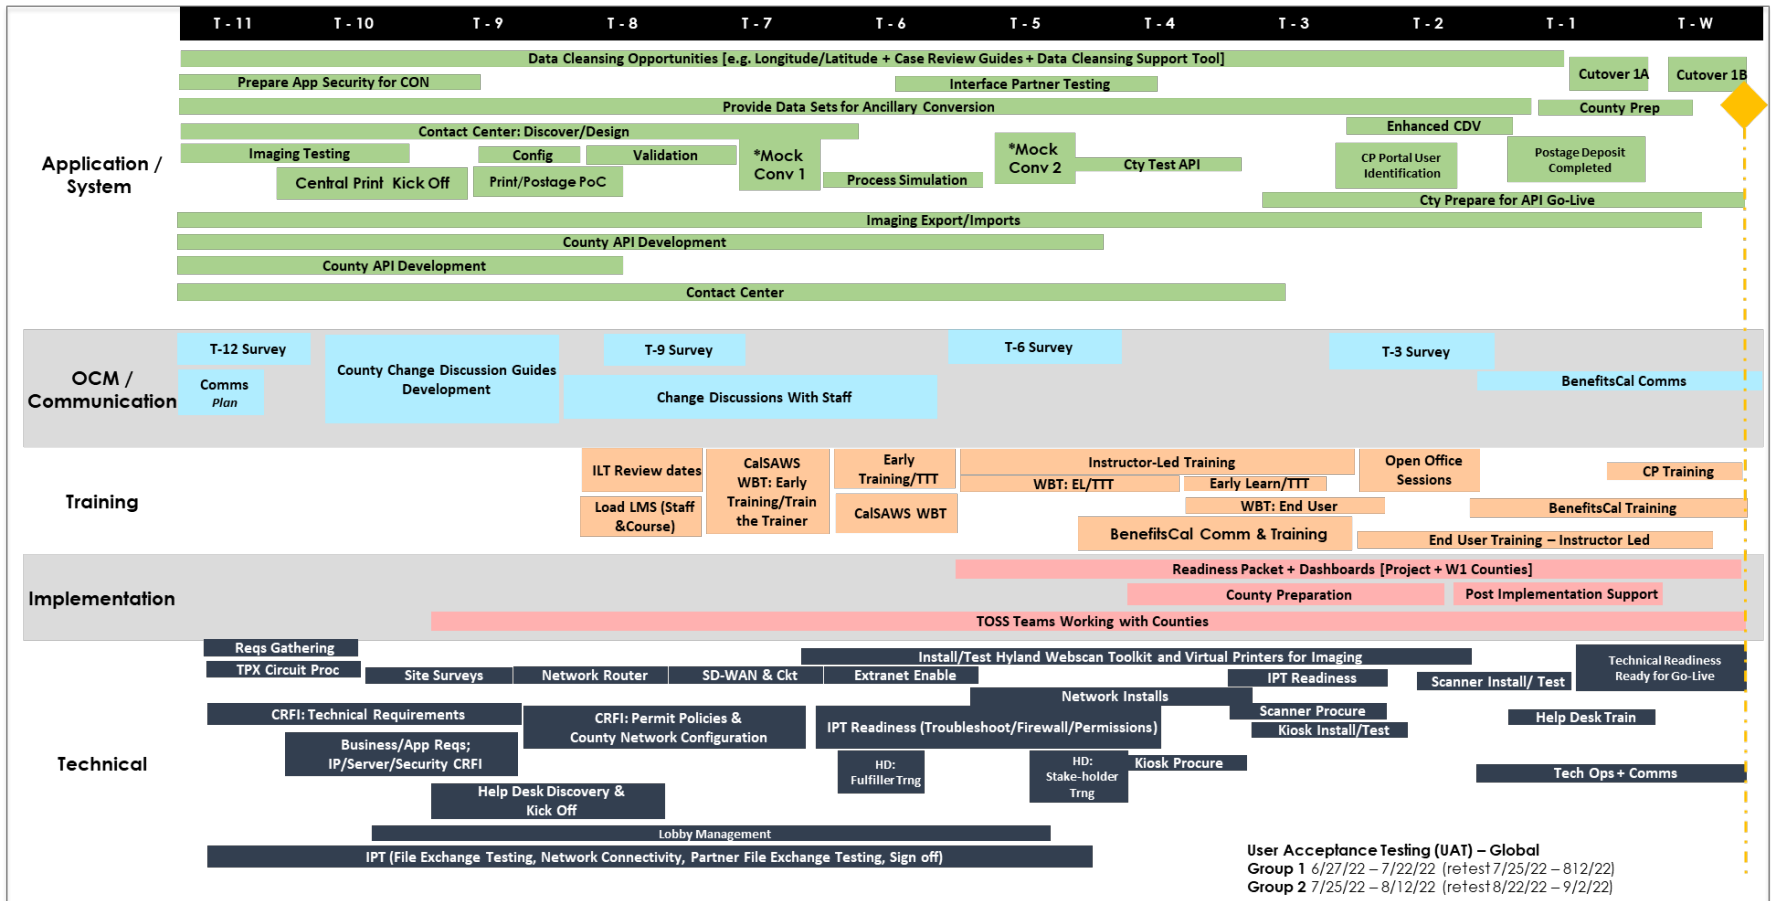 T - 11 T - 10 T - 9 T - 8 T - 7 T - 6 T - 5 T - 4 T - 3 T - 2 T - 1 T - W
Application /
System
Data Cleansing Opportunities [e.g. Longitude/Latitude + Case Review Guides + Data Cleansing Support Tool]
Cutover 1A
Cutover 1B
Prepare App Security for CON
Interface Partner Testing
Provide Data Sets for Ancillary Conversion
County Prep
Contact Center: Discover/Design
Enhanced CDV
Imaging Testing
Config
Validation
*Mock
Conv 1
*Mock
Conv 2
Cty Test API
CP Portal User
Identification
Postage Deposit
Completed
Central Print Kick Off
Print/Postage PoC
Process Simulation
Cty Prepare for API Go-Live
Imaging Export/Imports
County API Development
County API Development
Contact Center
OCM /
Communication
T-12 Survey
County Change Discussion Guides
Development
T-9 Survey
T-6 Survey
T-3 Survey
Comms
Plan
Change Discussions With Staff
BenefitsCal Comms
Training
ILT Review dates
CalSAWS
WBT: Early
Training/Train
the Trainer
Early
Training/TTT
Instructor-Led Training
Open Office
Sessions
CP Training
WBT: EL/TTT
Early Learn/TTT
Load LMS (Staff
&Course)
CalSAWS WBT
WBT: End User
BenefitsCal Training
BenefitsCal Comm & Training
End User Training – Instructor Led
Implementation
Readiness Packet + Dashboards [Project + W1 Counties]
County Preparation
Post Implementation Support
TOSS Teams Working with Counties
Technical
Reqs Gathering
Install/Test Hyland Webscan Toolkit and Virtual Printers for Imaging
Technical Readiness
Ready for Go-Live
TPX Circuit Proc
Site Surveys
Network Router
SD-WAN & Ckt
Extranet Enable
IPT Readiness
Scanner Install/ Test
Network Installs
CRFI: Technical Requirements
CRFI: Permit Policies &
County Network Configuration
IPT Readiness (Troubleshoot/Firewall/Permissions)
Scanner Procure
Help Desk Train
Kiosk Install/Test
Business/App Reqs;
IP/Server/Security CRFI
HD:
Fulfiller Trng
HD:
Stake-holder
Trng
Kiosk Procure
Tech Ops + Comms
Help Desk Discovery &
Kick Off
Lobby Management
IPT (File Exchange Testing, Network Connectivity, Partner File Exchange Testing, Sign off)
User Acceptance Testing (UAT) – Global
Group 1 6/27/22 – 7/22/22 (retest 7/25/22 – 812/22)
Group 2 7/25/22 – 8/12/22 (retest 8/22/22 – 9/2/22)